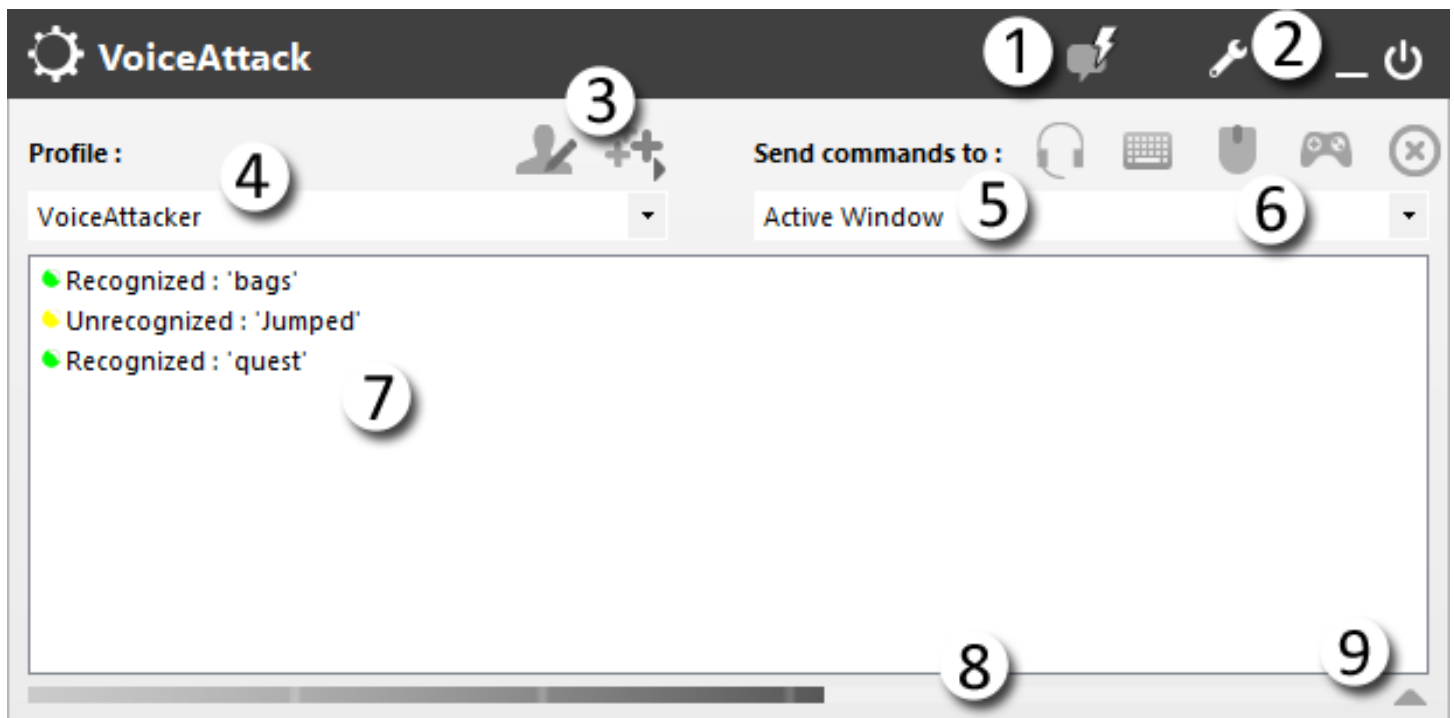 VoiceAttack
1
2
3
Profile :
4
Send commands to :
VoiceAttacker
Active Window
5
6
Recognized : 'bags'
Unrecognized : 'Jumped'
Recognized : 'quest'
7
8
9